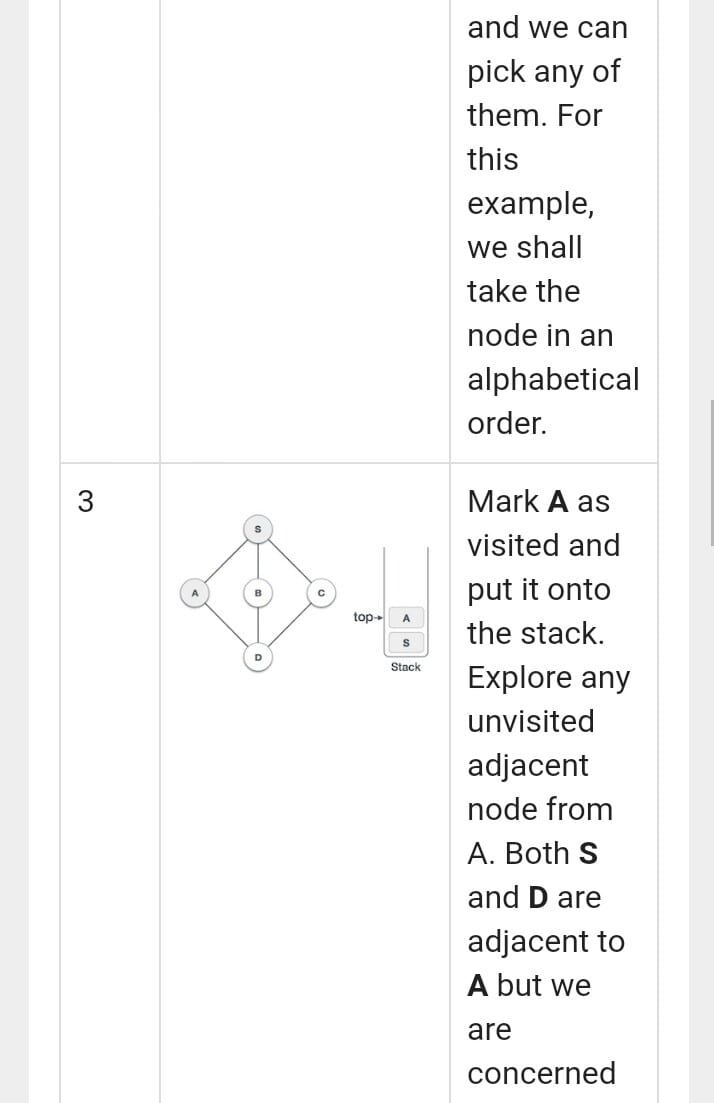 and we can
pick any of
them. For
this
example,
we shall
take the
node in an
alphabetical
order.
3
S
A
B
C
D
top→
A
S
Stack
Mark A as
visited and
put it onto
the stack.
Explore any
unvisited
adjacent
node from
A. Both S
and D are
adjacent to
A but we
are
concerned